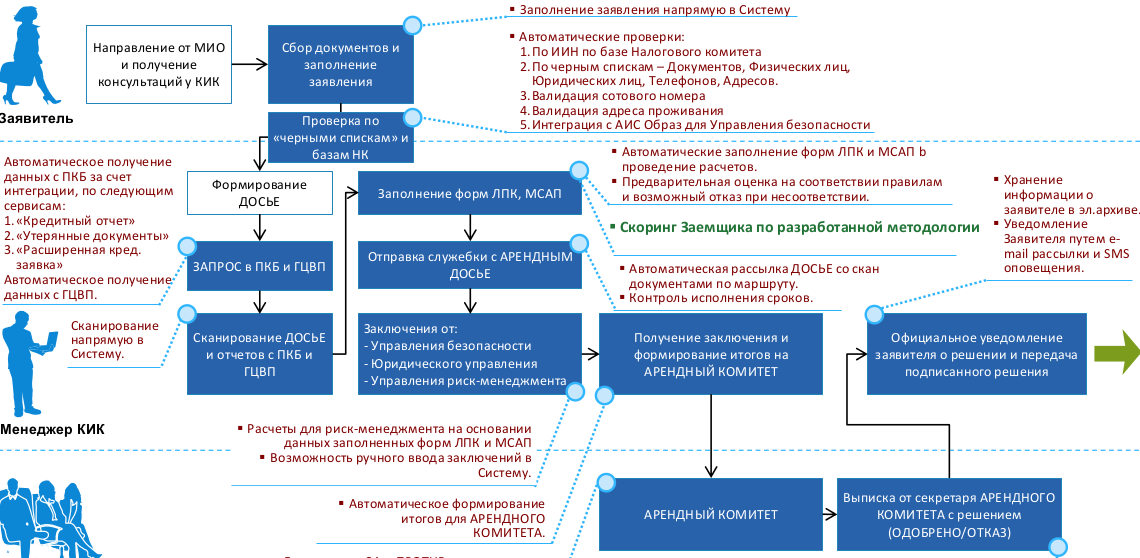 ▪ Заполнение заявления напрямую в Систему
Направление от МИО
и получение
консультаций у КИК
Сбор документов и
заполнение
заявления
▪ Автоматические проверки:
1. По ИИН по базе Налогового комитета
2. По черным спискам – Документов, Физических лиц,
Юридических лиц, Телефонов, Адресов.
3. Валидация сотового номера
4. Валидация адреса проживания
5. Интеграция с АИС Образ для Управления безопасности
Заявитель
Проверка по
«черными спискам» и
базам НК
Автоматическое получение
данных с ПКБ за счет
интеграции, по следующим
сервисам:
1. «Кредитный отчет»
2. «Утерянные документы»
3. «Расширенная кред.
заявка»
Автоматическое получение
данных с ГЦВП.
Формирование
ДОСЬЕ
Заполнение форм ЛПК, МСАП
▪ Автоматические заполнение форм ЛПК и МСАП b
проведение расчетов.
▪ Предварительная оценка на соответствии правилам
и возможный отказ при несоответствии.
▪ Скоринг Заемщика по разработанной методологии
▪ Хранение
информации о
заявителе в эл.архиве.
▪ Уведомление
Заявителя путем e-
mail рассылки и SMS
оповещения.
ЗАПРОС в ПКБ и ГЦВП
Отправка служебки с АРЕНДНЫМ
ДОСЬЕ
▪ Автоматическая рассылка ДОСЬЕ со скан
документами по маршруту.
▪ Контроль исполнения сроков.
Сканирование
напрямую в
Систему.
Сканирование ДОСЬЕ
и отчетов с ПКБ и
ГЦВП
Заключения от:
- Управления безопасности
- Юридического управления
- Управления риск-менеджмента
Получение заключения и
формирование итогов на
АРЕНДНЫЙ КОМИТЕТ
Официальное уведомление
заявителя о решении и передача
подписанного решения
Менеджер КИК
▪ Расчеты для риск-менеджмента на основании
данных заполненных форм ЛПК и МСАП
▪ Возможность ручного ввода заключений в
Систему.
▪ Автоматическое формирование
итогов для АРЕНДНОГО
КОМИТЕТА.
АРЕНДНЫЙ КОМИТЕТ
Выписка от секретаря АРЕНДНОГО
КОМИТЕТА с решением
(ОДОБРЕНО/ОТКАЗ)